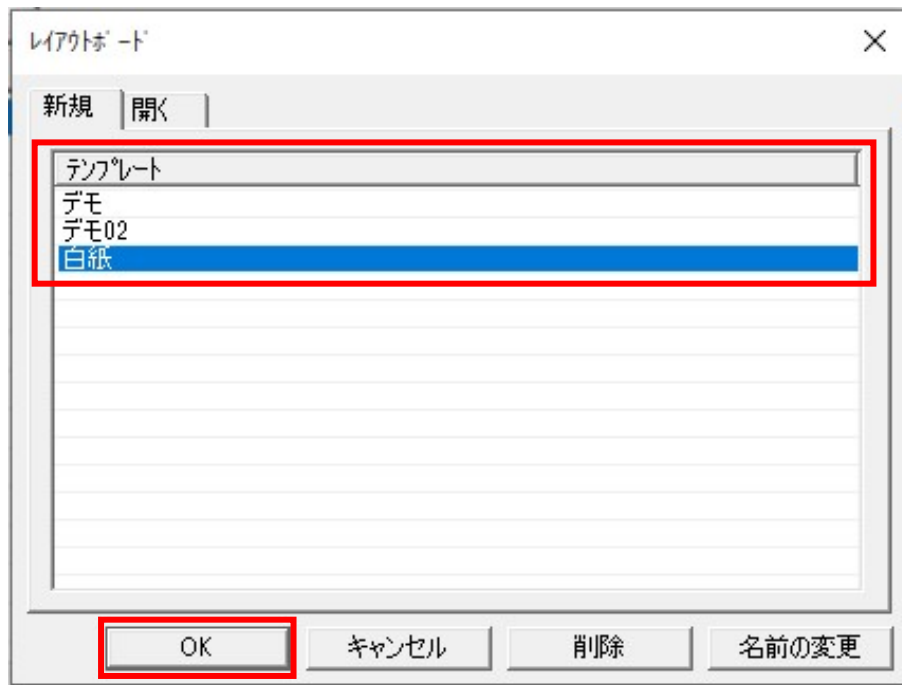 レイアウトボード
新規 開く
テンプレート
デモ
デモ02
白紙
OK キャンセル 削除 名前の変更